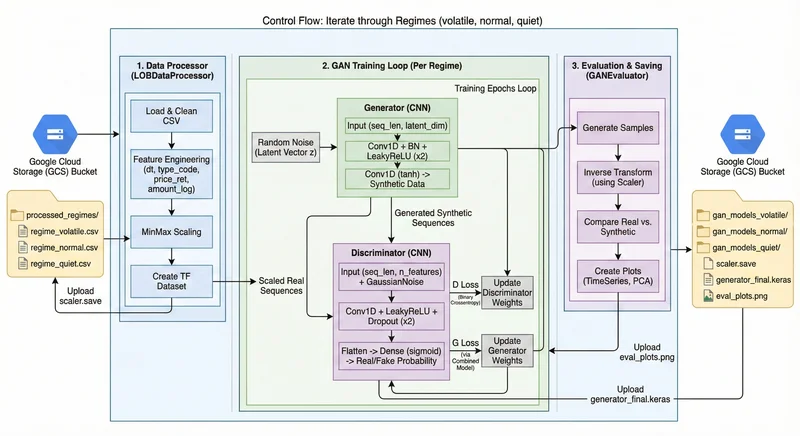 Control Flow: Iterate through Regimes (volatile, normal, quiet)
Google Cloud
Storage (GCS) Bucket
processed_regimes/
regime_volatile.csv
regime_normal.csv
regime_quiet.csv
Upload
scaler.save
1. Data Processor
(LOBDataProcessor)
Load & Clean
CSV
Feature Engineering
(dt, type_code,
price_ret,
amount_log)
MinMax Scaling
Create TF
Dataset
Scaled Real
Sequences
2. GAN Training Loop (Per Regime)
Training Epochs Loop
Random Noise
(Latent Vector z)
Generator (CNN)
Input (seq_len, latent_dim)
Conv1D + BN +
LeakyReLU (x2)
Conv1D (tanh) -> 
Synthetic Data
Generated Synthetic
Sequences
Discriminator (CNN)
Input (seq_len, n_features)
+ GaussianNoise
Conv1D + LeakyReLU +
Dropout (x2)
Flatten -> Dense (sigmoid)
-> Real/Fake Probability
D Loss
(Binary
Crossentropy)
Update
Discriminator
Weights
G Loss
(via
Combined
Model)
Update
Generator
Weights
3. Evaluation & Saving
(GANEvaluator)
Generate Samples
Inverse Transform
(using Scaler)
Compare Real vs.
Synthetic
Create Plots
(TimeSeries, PCA)
Upload
eval_plots.png
Upload
generator_final.keras
Google Cloud
Storage (GCS) Bucket
gan_models_volatile/
gan_models_normal/
gan_models_quiet/
scaler.save
generator_final.keras
eval_plots.png